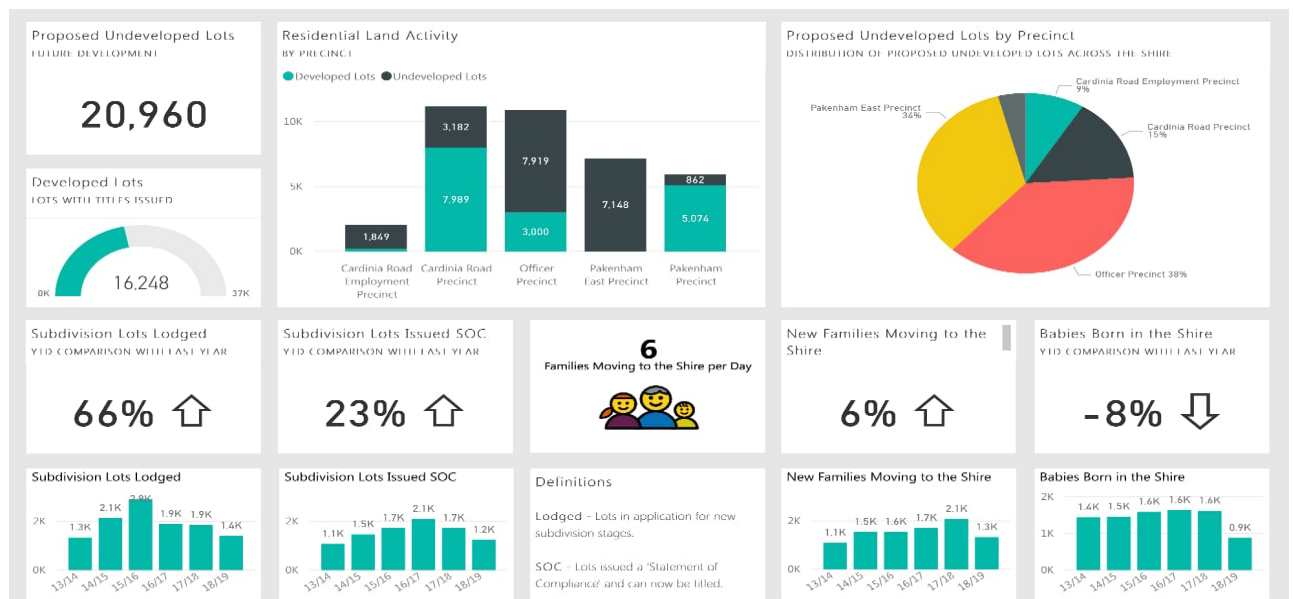 Proposed Undeveloped Lots
FUTURE DEVELOPMENT
20,960
Developed Lots
LOTS WITH TITLES ISSUED
16,248
0K
37K
Residential Land Activity
BY PRECINCT
Developed Lots Undeveloped Lots
10K
5K
0K
1,849
3,182
7,989
7,919
3,000
7,148
862
5,074
Cardinia Road
Employment
Precinct
Cardinia Road
Precinct
Officer
Precinct
Pakenham
East Precinct
Pakenham
Precinct
Proposed Undeveloped Lots by Precinct
DISTRIBUTION OF PROPOSED UNDEVELOPED LOTS ACROSS THE SHIRE
Cardinia Road Employment Precinct
9%
Cardinia Road Precinct
15%
Officer Precinct 38%
Pakenham East Precinct
34%
Subdivision Lots Lodged
YTD COMPARISON WITH LAST YEAR
66%
Subdivision Lots Issued SOC
YTD COMPARISON WITH LAST YEAR
23%
6
Families Moving to the Shire per Day
New Families Moving to the
Shire
6%
Babies Born in the Shire
YTD COMPARISON WITH LAST YEAR
-8%
Subdivision Lots Lodged
2K
0K
1.3K
2.1K
2.9K
1.9K
1.9K
1.4K
13/14
14/15
15/16
16/17
17/18
18/19
Subdivision Lots Issued SOC
2K
0K
1.1K
1.5K
1.7K
2.1K
1.7K
1.2K
13/14
14/15
15/16
16/17
17/18
18/19
Definitions
Lodged - Lots in application for new
subdivision stages.
SOC - Lots issued a 'Statement of
Compliance' and can now be titled.
New Families Moving to the Shire
2K
0K
1.1K
1.5K
1.6K
1.7K
2.1K
1.3K
13/14
14/15
15/16
16/17
17/18
18/19
Babies Born in the Shire
2K
1K
0K
1.4K
1.5K
1.6K
1.6K
1.6K
0.9K
13/14
14/15
15/16
16/17
17/18
18/19